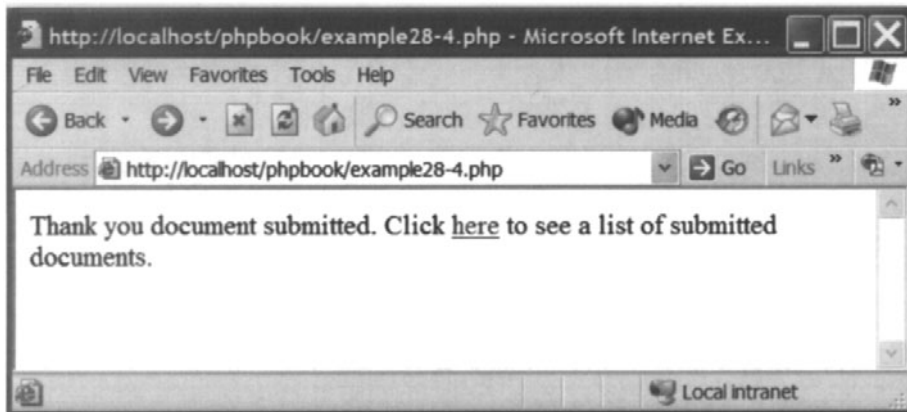 http://localhost/phpbook/example28-4.php - Microsoft Internet Ex...
File Edit View Favorites Tools Help
Back Search Favorites Media »
Address http://localhost/phpbook/example28-4.php Go Links »
Thank you document submitted. Click here to see a list of submitted
documents.
Local intranet